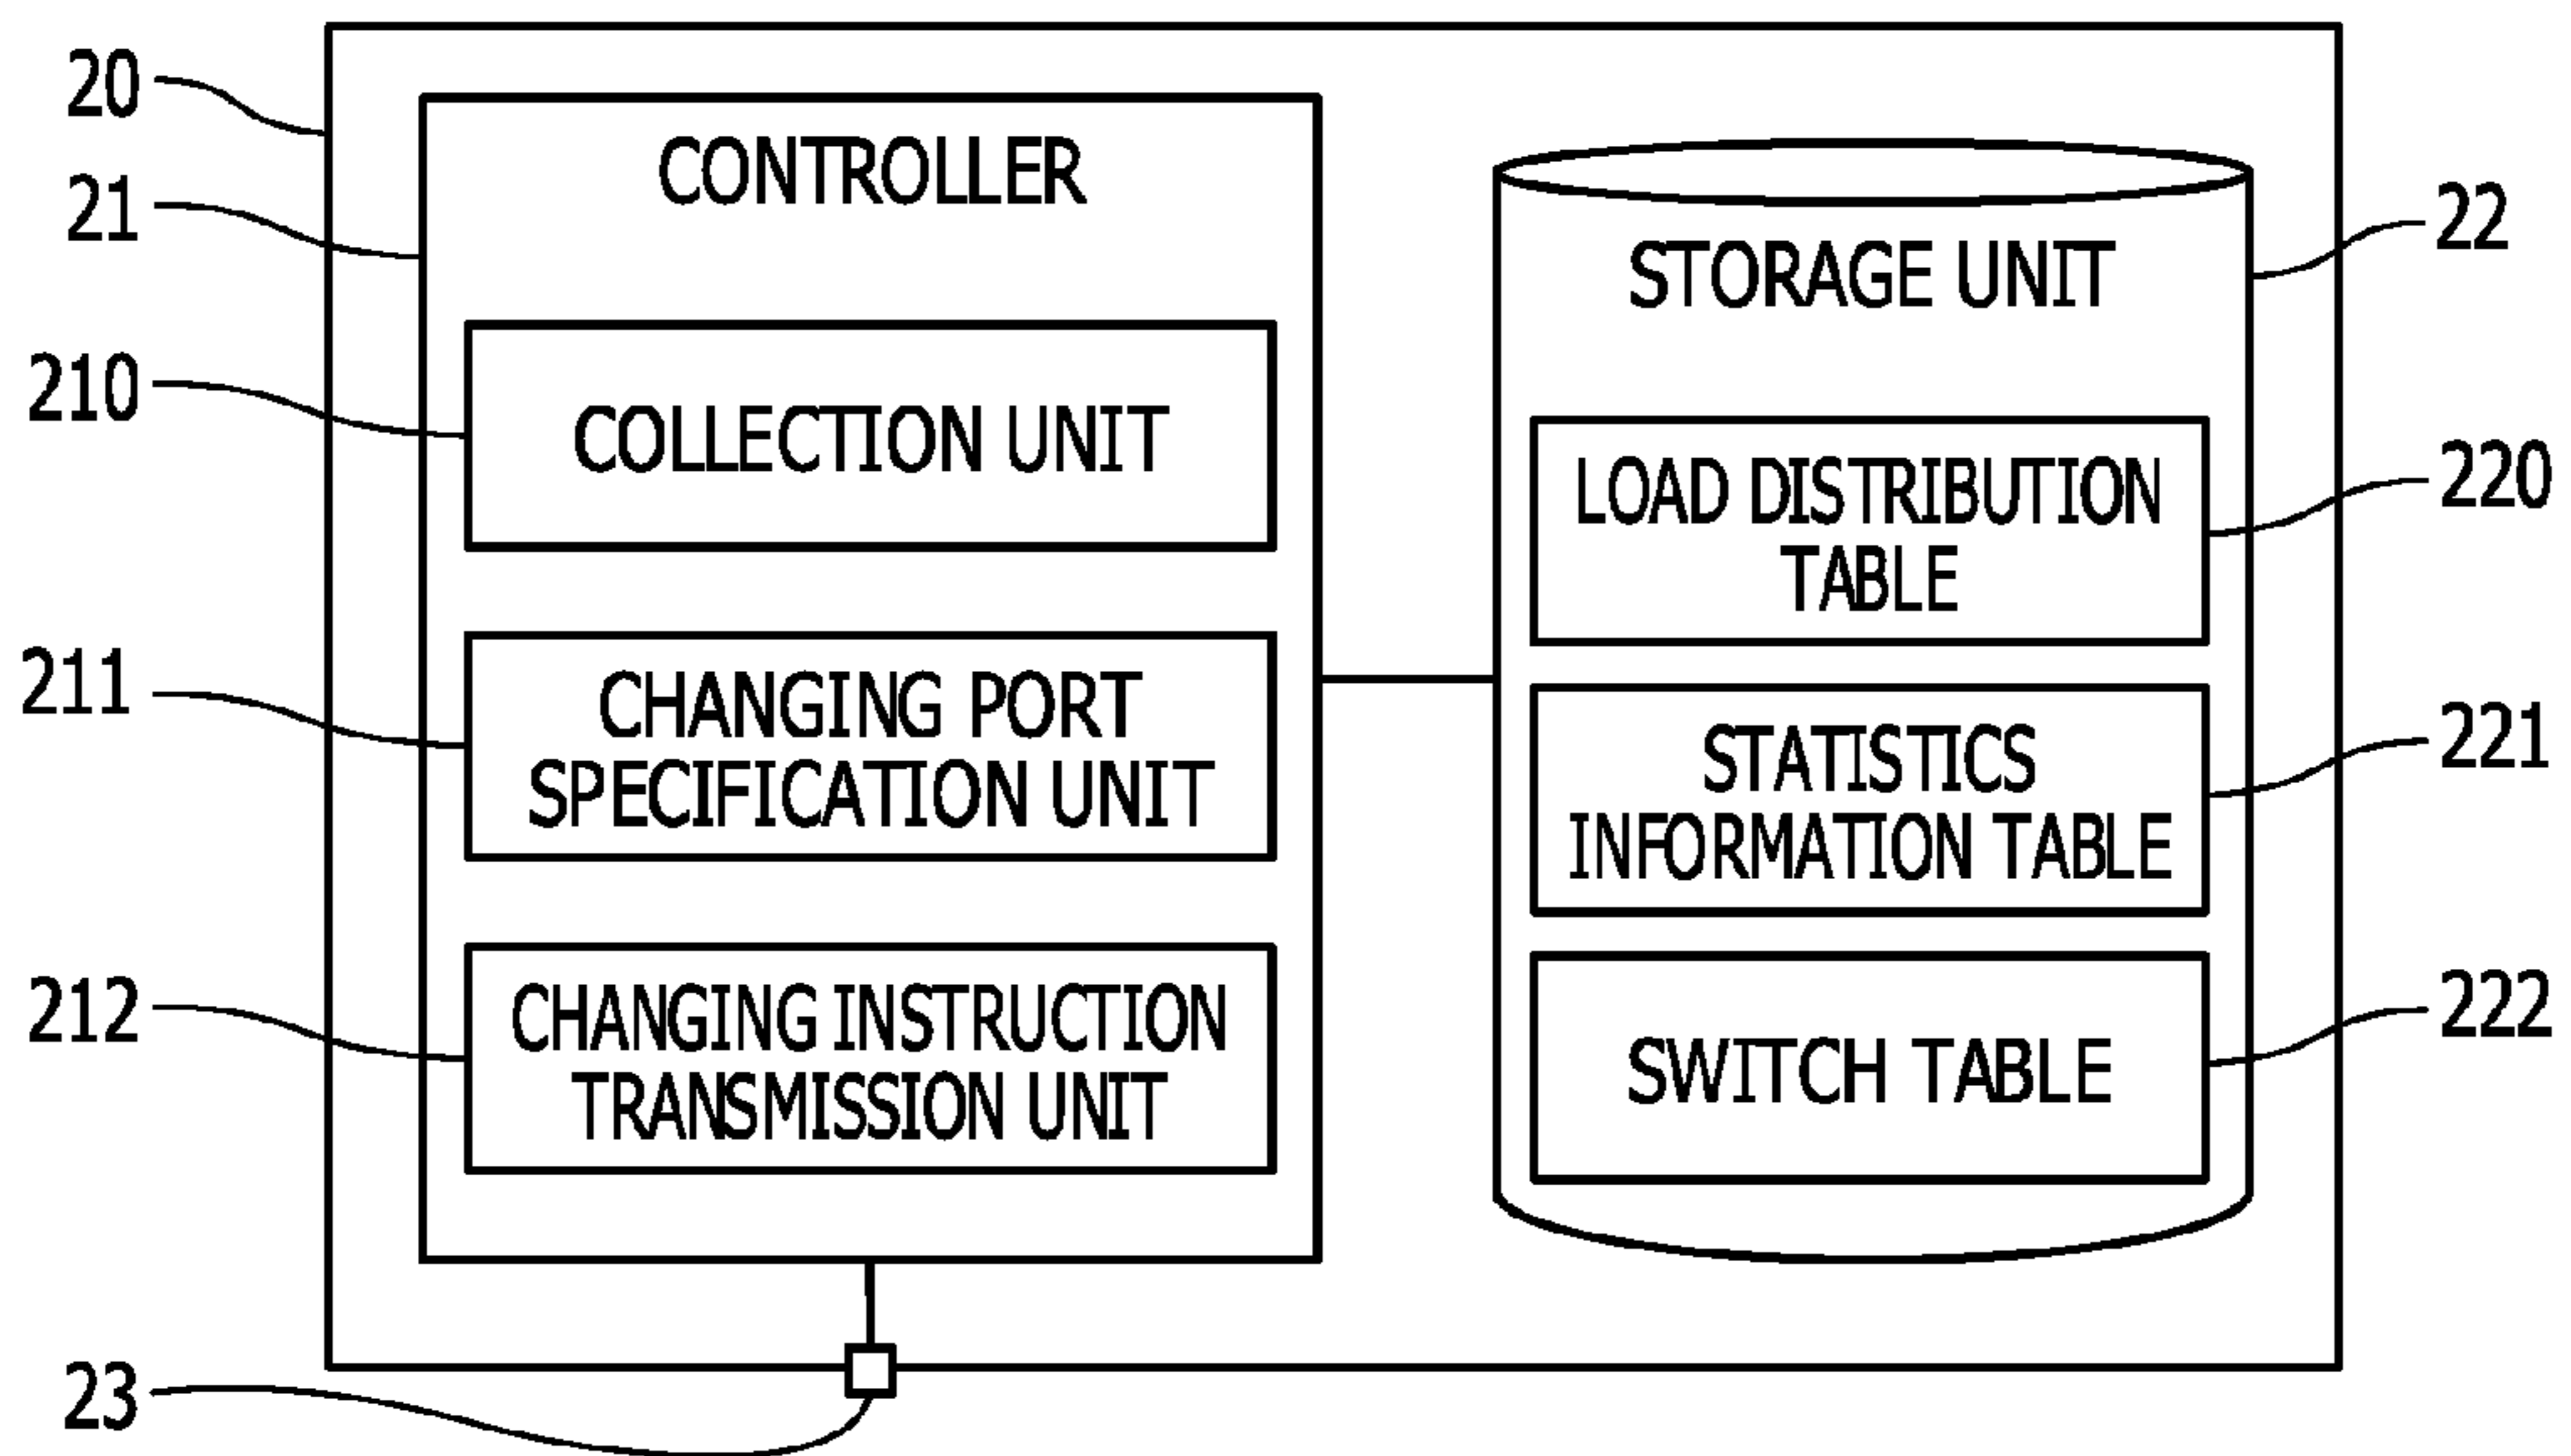 20
21
CONTROLLER
210
COLLECTION UNIT
211
CHANGING PORT
SPECIFICATION UNIT
212
CHANGING INSTRUCTION
TRANSMISSION UNIT
23
22
STORAGE UNIT
220
LOAD DISTRIBUTION
TABLE
221
STATISTICS
INFORMATION TABLE
222
SWITCH TABLE